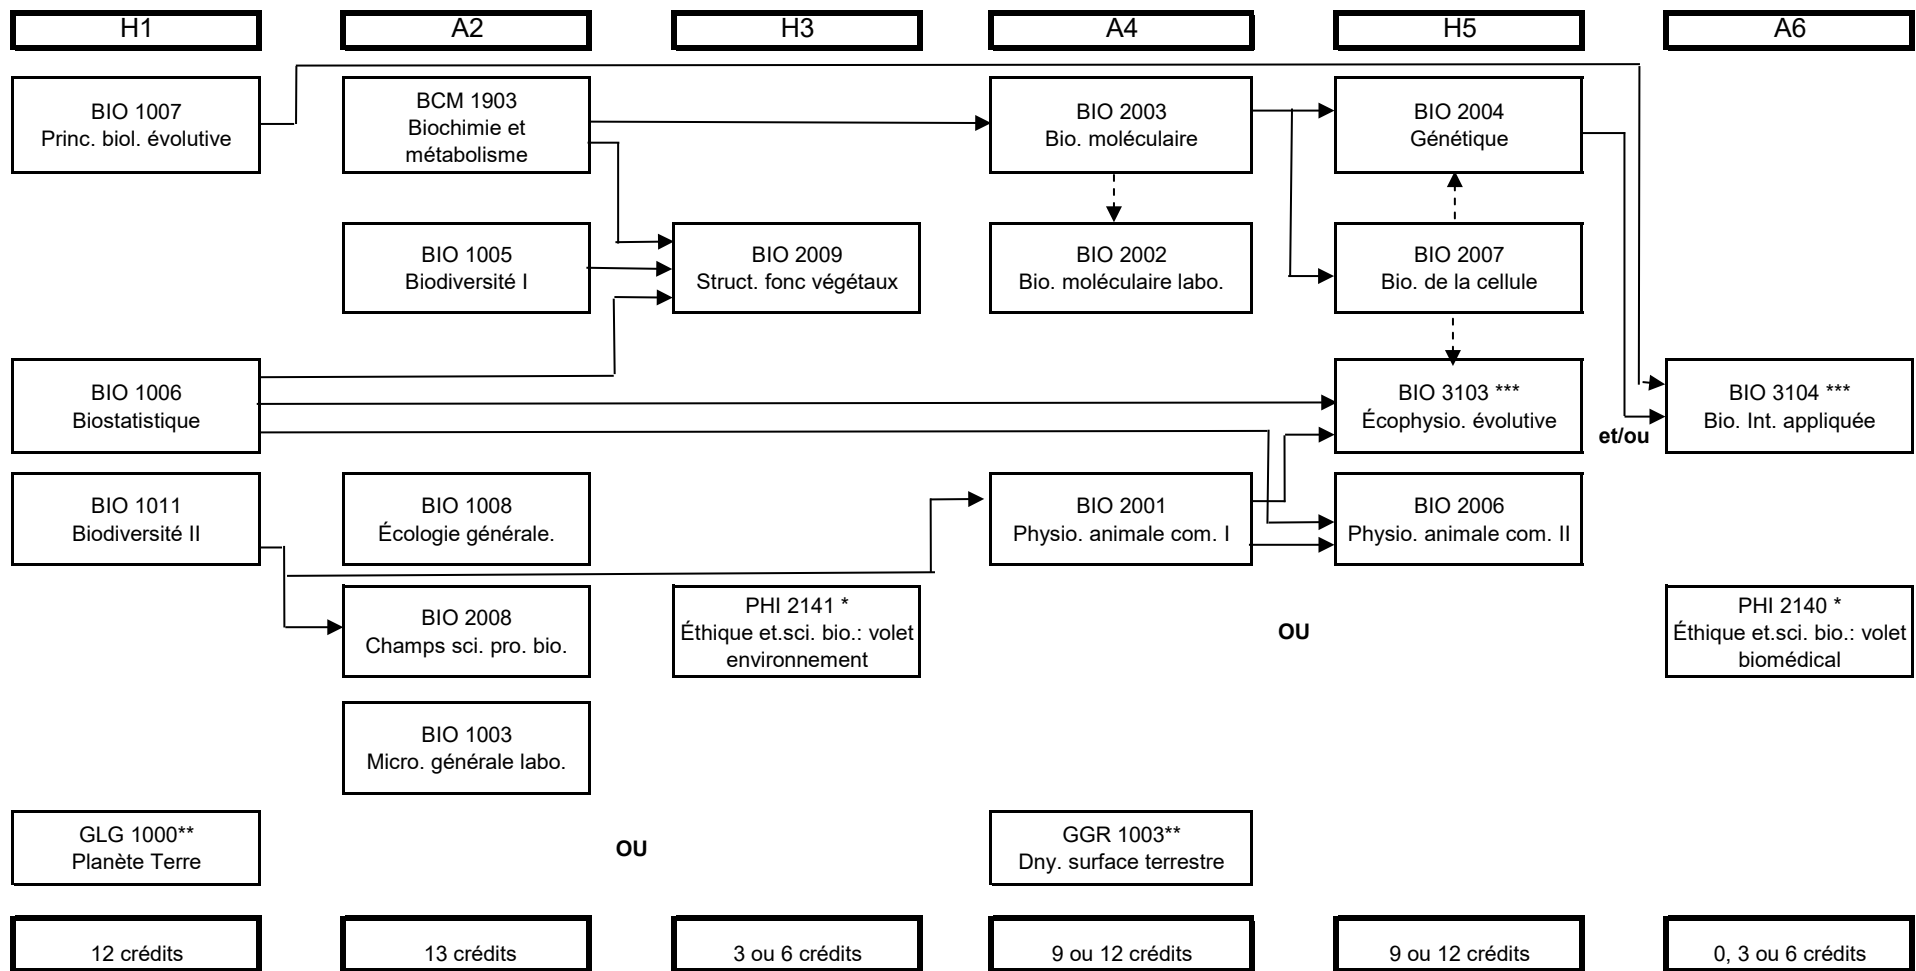 H1
A2
H3
A4
H5
A6
BIO 1007
Princ. biol. évolutive
BCM 1903
Biochimie et
métabolisme
BIO 2003
Bio. moléculaire
BIO 2004
Génétique
BIO 1005
Biodiversité I
BIO 2009
Struct. fonc végétaux
BIO 2002
Bio. moléculaire labo.
BIO 2007
Bio. de la cellule
BIO 1006
Biostatistique
BIO 3103 ***
Écophysio. évolutive
et/ou
BIO 3104 ***
Bio. Int. appliquée
BIO 1011
Biodiversité II
BIO 1008
Écologie générale.
BIO 2001
Physio. animale com. I
BIO 2006
Physio. animale com. II
BIO 2008
Champs sci. pro. bio.
PHI 2141 *
Éthique et.sci. bio.: volet
environnement
OU
PHI 2140 *
Éthique et.sci. bio.: volet
biomédical
BIO 1003
Micro. générale labo.
GLG 1000**
Planète Terre
OU
GGR 1003**
Dny. surface terrestre
12 crédits
13 crédits
3 ou 6 crédits
9 ou 12 crédits
9 ou 12 crédits
0, 3 ou 6 crédits